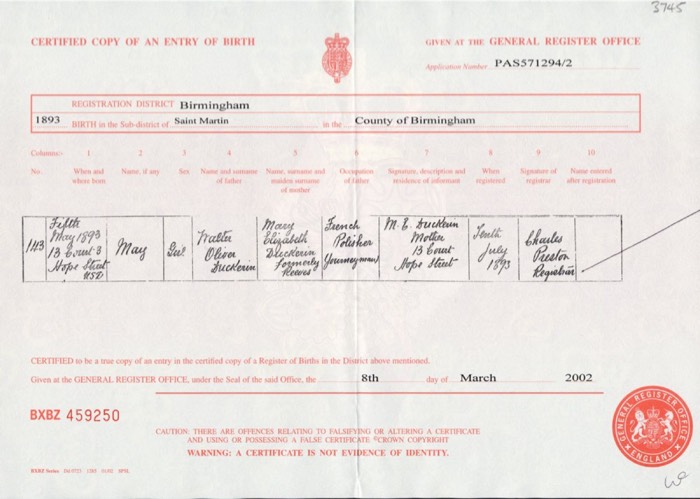 3745
CERTIFIED COPY OF AN ENTRY OF BIRTH
GIVEN AT THE GENERAL REGISTER OFFICE
Application Number PAS571294/2
REGISTRATION DISTRICT Birmingham
1893 BIRTH in the Sub-district of Saint Martin in the County of Birmingham
Columns:- 1 2 3 4 5 6 7 8 9 10
No. When and where born Name, if any Sex Name and surname of father Name, surname and maiden surname of mother Occupation of father Signature, description and residence of informant When registered Signature of registrar Name entered after registration
143 Fifth May 1893 13 Court 3 Hope Street May Girl Walter Oliver Duckerin Mary Elizabeth Duckerin formerly Reeves French Polisher (Journeyman) M. E. Duckerin Mother 13 Court Hope Street Tenth July 1893 Charles Preston Registrar
CERTIFIED to be a true copy of an entry in the certified copy of a Register of Births in the District above mentioned.
Given at the GENERAL REGISTER OFFICE, under the Seal of the said Office, the 8th day of March 2002
BXBZ 459250
CAUTION: THERE ARE OFFENCES RELATING TO FALSIFYING OR ALTERING A CERTIFICATE
AND USING OR POSSESSING A FALSE CERTIFICATE ©CROWN COPYRIGHT
WARNING: A CERTIFICATE IS NOT EVIDENCE OF IDENTITY.
GENERAL REGISTER OFFICE
ENGLAND